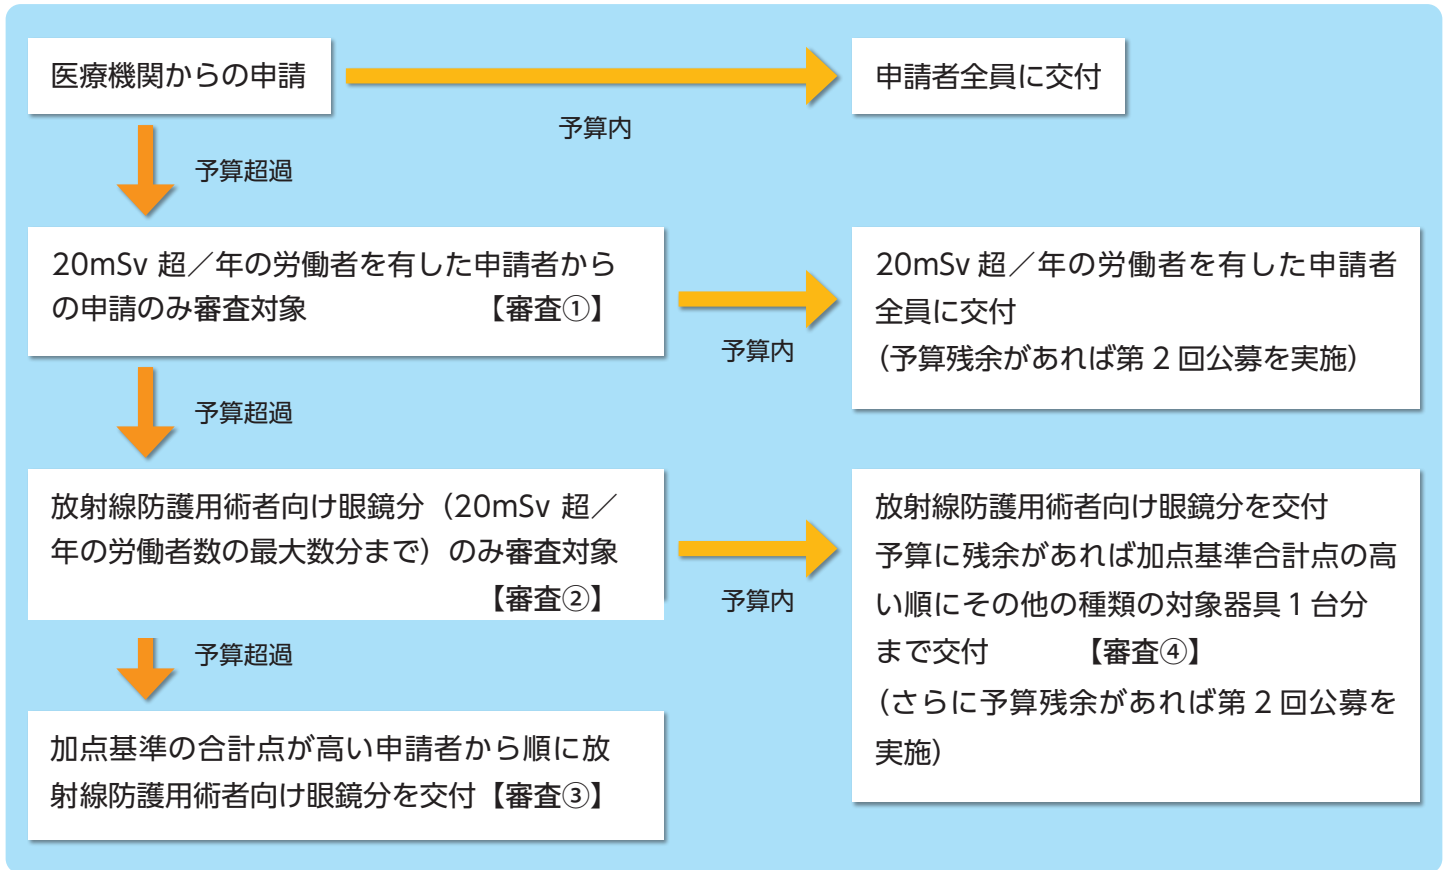 医療機関からの申請
申請者全員に交付
予算内
予算超過
20mSv 超／年の労働者を有した申請者から
の申請のみ審査対象 【審査①】
予算内
20mSv 超／年の労働者を有した申請者
全員に交付
（予算残余があれば第 2 回公募を実施）
予算超過
放射線防護用術者向け眼鏡分（20mSv 超／
年の労働者数の最大数分まで）のみ審査対象
【審査②】
予算内
放射線防護用術者向け眼鏡分を交付
予算に残余があれば加点基準合計点の高
い順にその他の種類の対象器具 1 台分
まで交付 【審査④】
（さらに予算残余があれば第 2 回公募を
実施）
予算超過
加点基準の合計点が高い申請者から順に放
射線防護用術者向け眼鏡分を交付【審査③】